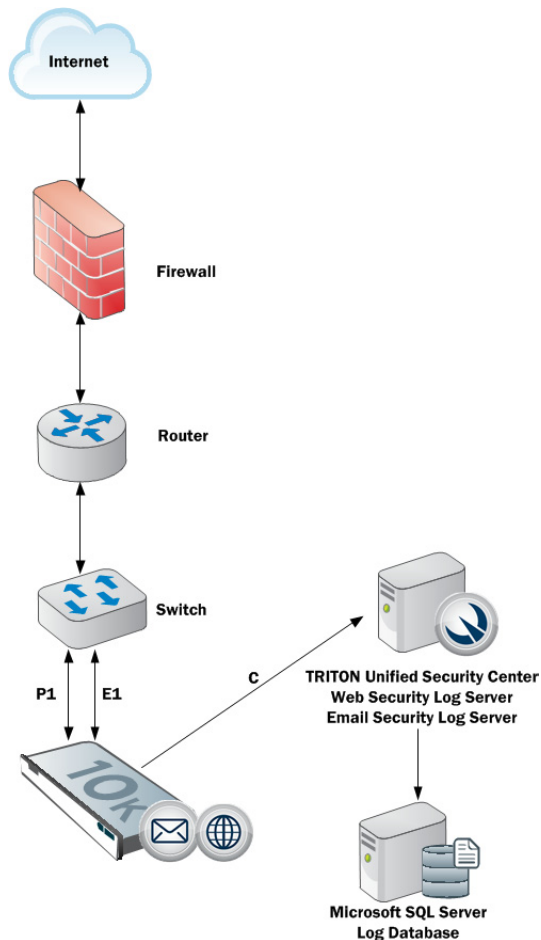 Internet
Firewall
Router
Switch
P1
E1
C
10K
TRITON Unified Security Center
Web Security Log Server
Email Security Log Server
Microsoft SQL Server
Log Database